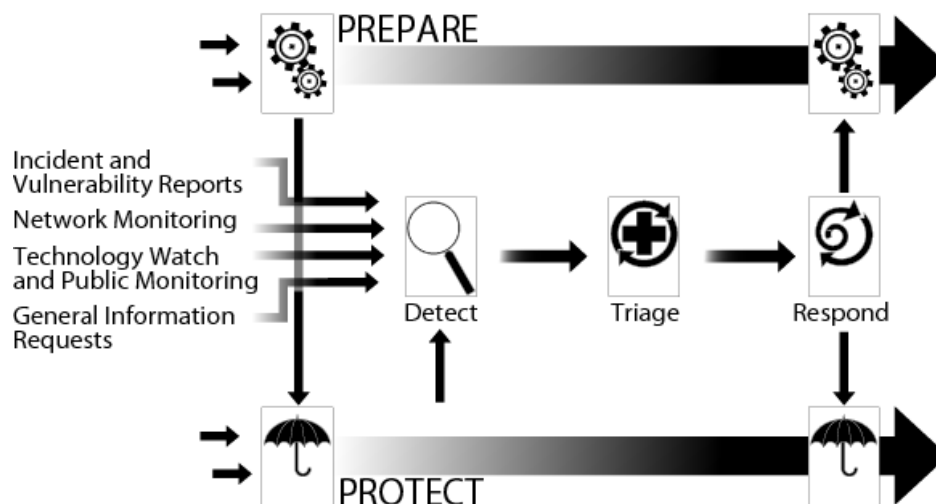 PREPARE
Incident and
Vulnerability Reports
Network Monitoring
Technology Watch
and Public Monitoring
General Information
Requests
Detect
Triage
Respond
PROTECT